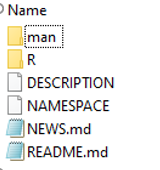 Name
man
R
DESCRIPTION
NAMESPACE
NEWS.md
README.md